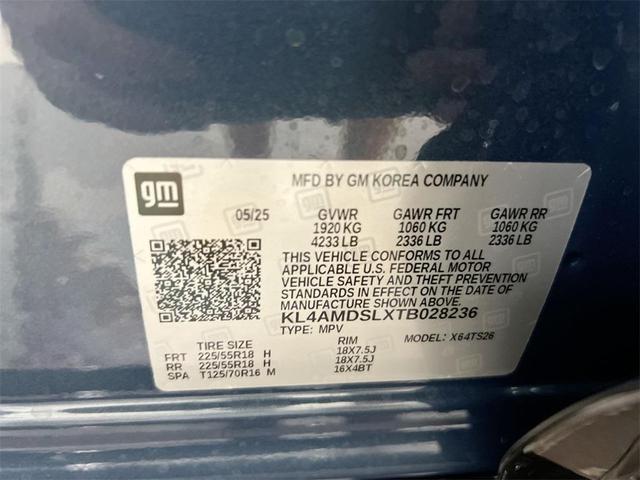 gm
MFD BY GM KOREA COMPANY
05/25 GVWR GAWR FRT GAWR RR
1920 KG 1060 KG 1060 KG
4233 LB 2336 LB 2336 LB
THIS VEHICLE CONFORMS TO ALL
APPLICABLE U.S. FEDERAL MOTOR
VEHICLE SAFETY AND THEFT PREVENTION
STANDARDS IN EFFECT ON THE DATE OF
MANUFACTURE SHOWN ABOVE.
KL4AMDSLXTB028236
TYPE: MPV MODEL: X64TS26
TIRE SIZE RIM
FRT 225/55R18 H 18X7.5J
RR 225/55R18 H 18X7.5J
SPA T125/70R16 M 16X4BT